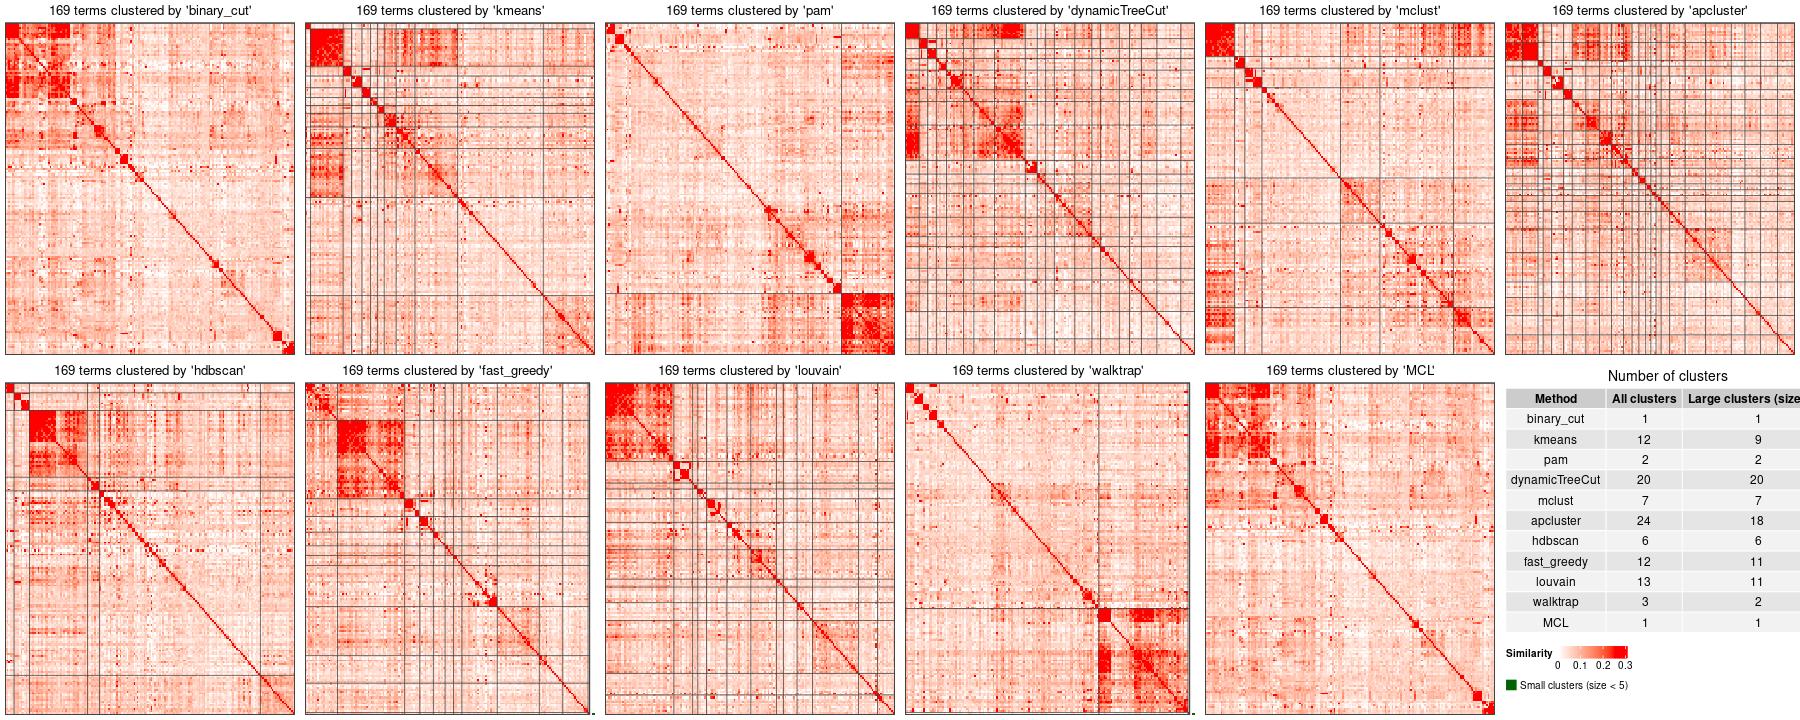 169 terms clustered by 'binary_cut'
169 terms clustered by 'kmeans'
169 terms clustered by 'pam'
169 terms clustered by 'dynamicTreeCut'
169 terms clustered by 'mclust'
169 terms clustered by 'apcluster'
169 terms clustered by 'hdbscan'
169 terms clustered by 'fast_greedy'
169 terms clustered by 'louvain'
169 terms clustered by 'walktrap'
169 terms clustered by 'MCL'
Number of clusters
Method All clusters Large clusters (size
binary_cut 1 1
kmeans 12 9
pam 2 2
dynamicTreeCut 20 20
mclust 7 7
apcluster 24 18
hdbscan 6 6
fast_greedy 12 11
louvain 13 11
walktrap 3 2
MCL 1 1
Similarity
0 0.1 0.2 0.3
Small clusters (size < 5)